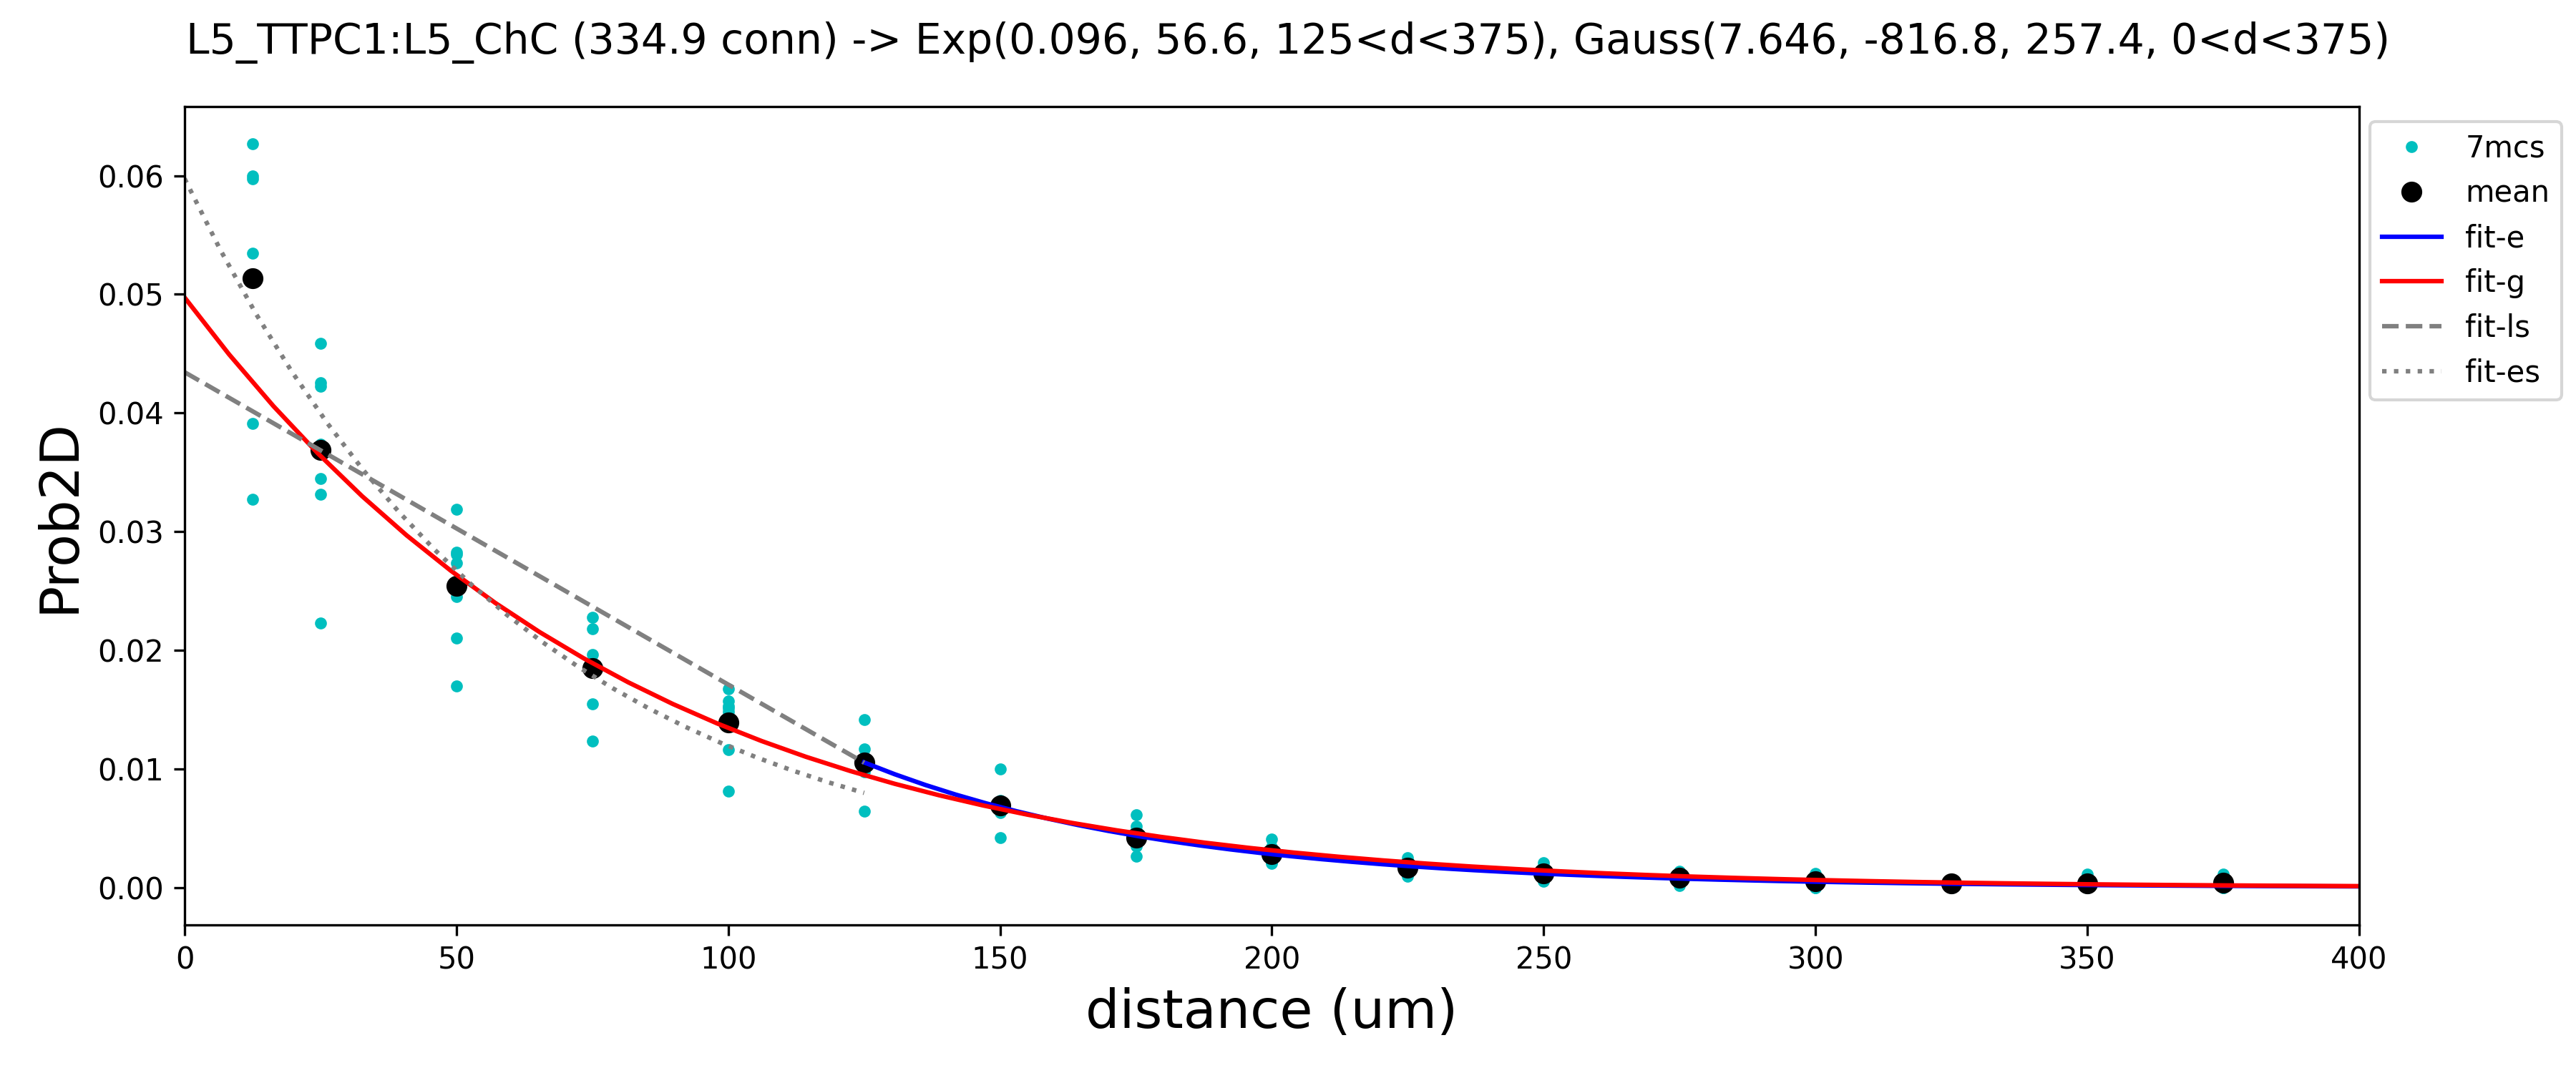 L5_TTPC1:L5_ChC (334.9 conn) -> Exp(0.096, 56.6, 125<d<375), Gauss(7.646, -816.8, 257.4, 0<d<375)
7mcs
mean
fit-e
fit-g
fit-ls
fit-es
Prob2D
0.06
0.05
0.04
0.03
0.02
0.01
0.00
0 50 100 150 200 250 300 350 400
distance (um)